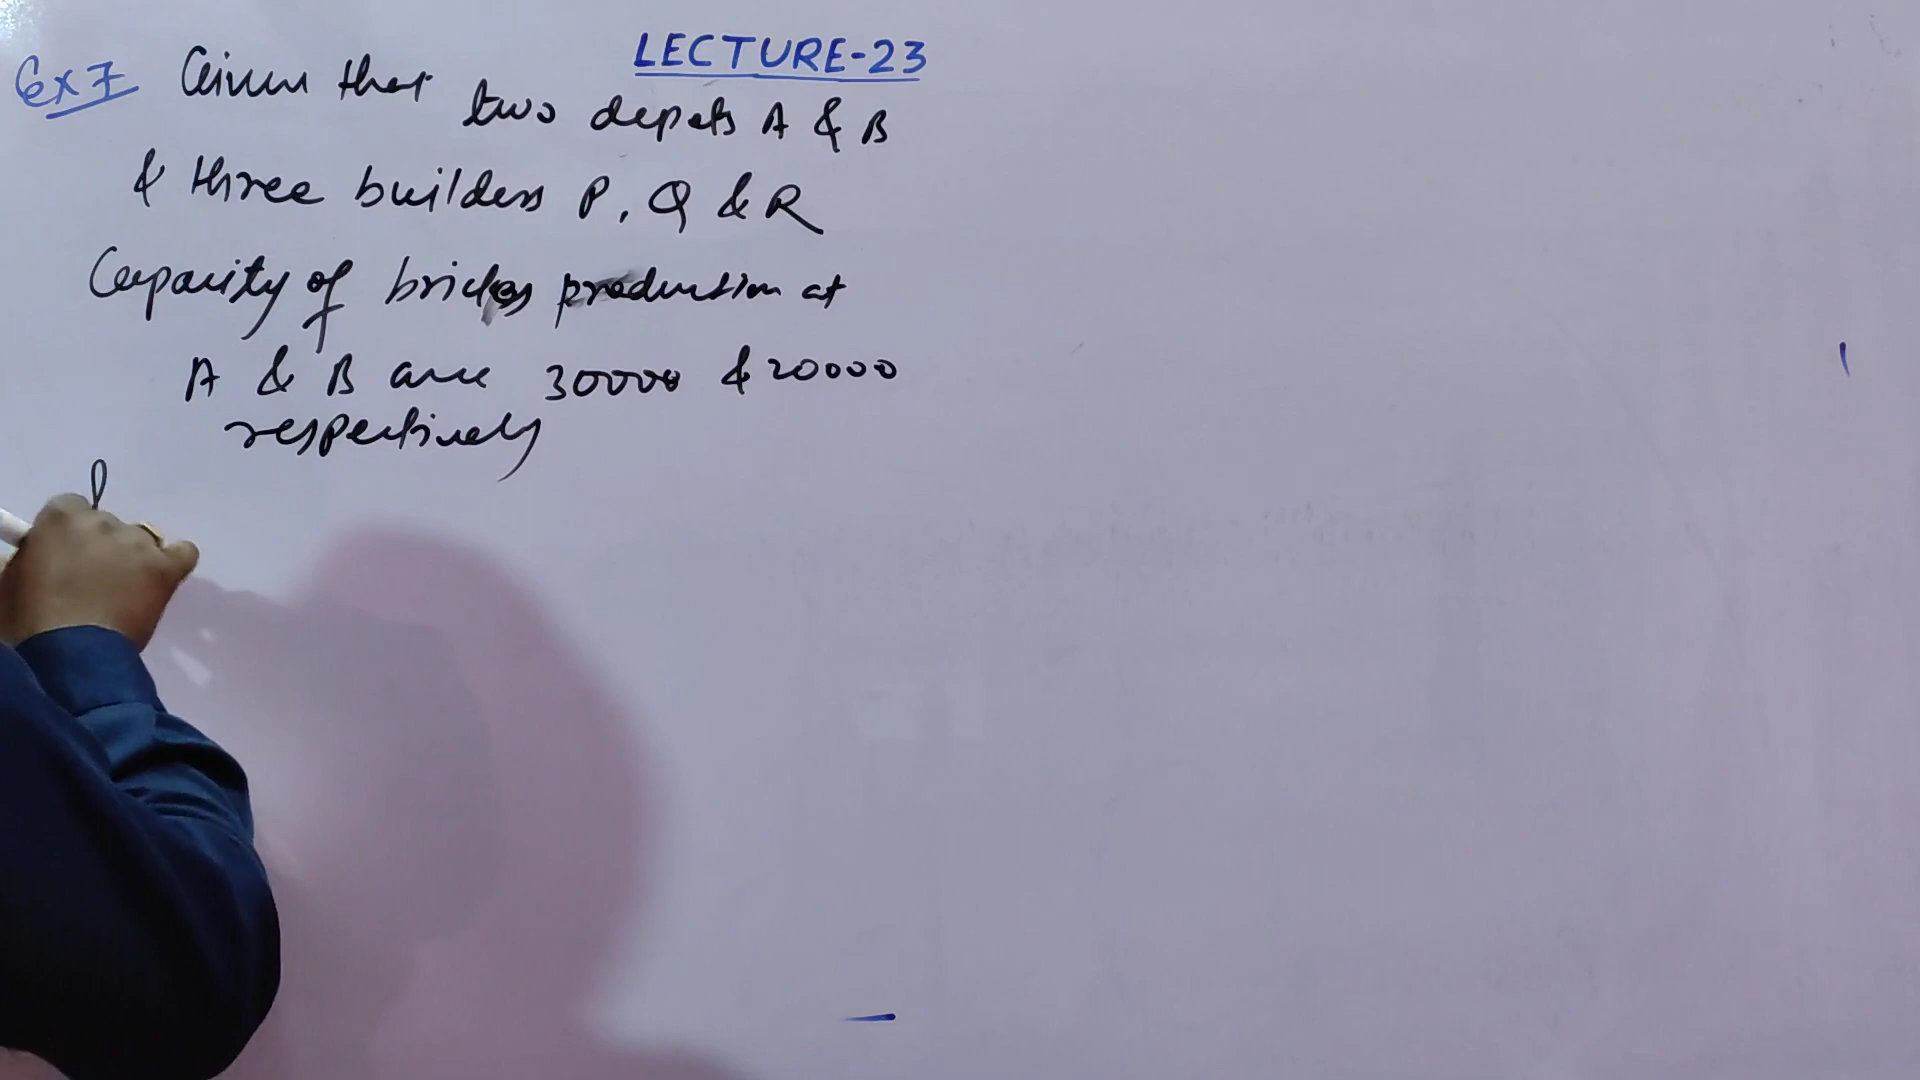 LECTURE-23
Ex 7 Given that two depots A & B
& three builders P, Q & R
Capacity of bricks production at
A & B are 30000 & 20000
respectively